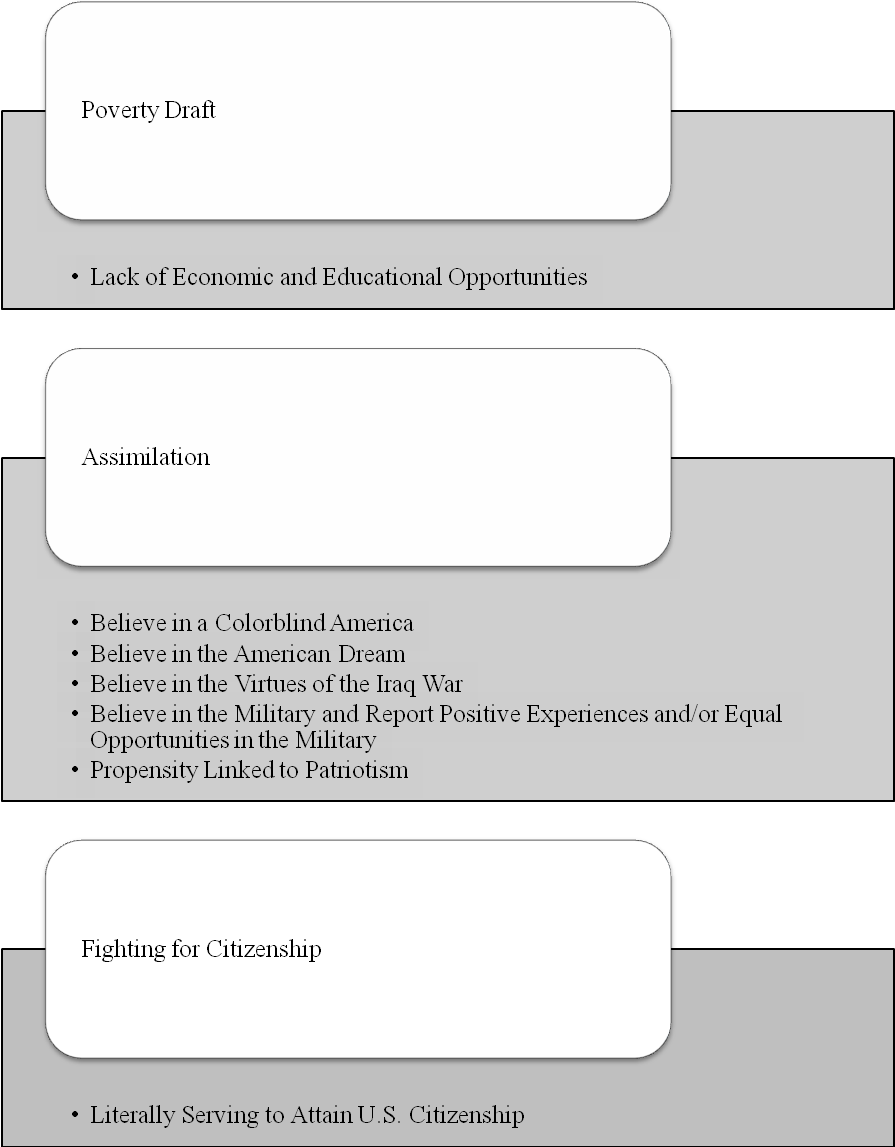 Poverty Draft
• Lack of Economic and Educational Opportunities
Assimilation
• Believe in a Colorblind America
• Believe in the American Dream
• Believe in the Virtues of the Iraq War
• Believe in the Military and Report Positive Experiences and/or Equal
Opportunities in the Military
• Propensity Linked to Patriotism
Fighting for Citizenship
• Literally Serving to Attain U.S. Citizenship